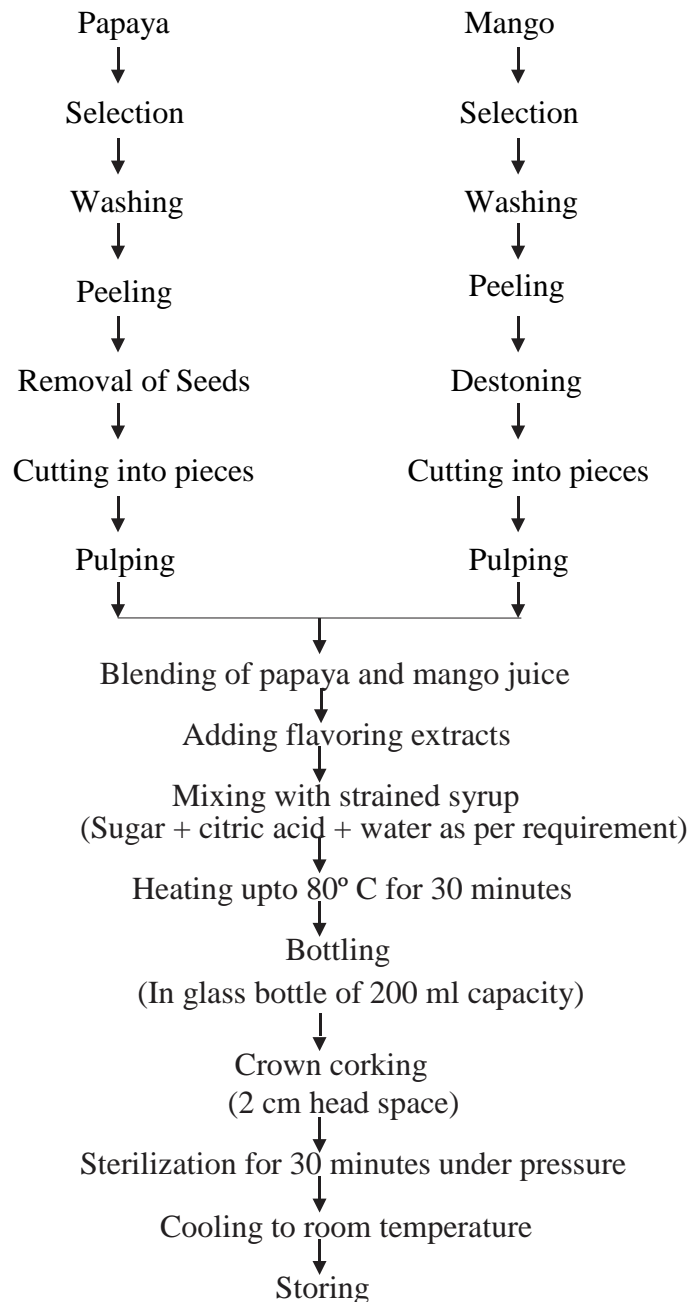 Papaya Mango
Selection Selection
Washing Washing
Peeling Peeling
Removal of Seeds Destoning
Cutting into pieces Cutting into pieces
Pulping Pulping
Blending of papaya and mango juice
Adding flavoring extracts
Mixing with strained syrup
(Sugar + citric acid + water as per requirement)
Heating upto 80º C for 30 minutes
Bottling
(In glass bottle of 200 ml capacity)
Crown corking
(2 cm head space)
Sterilization for 30 minutes under pressure
Cooling to room temperature
Storing